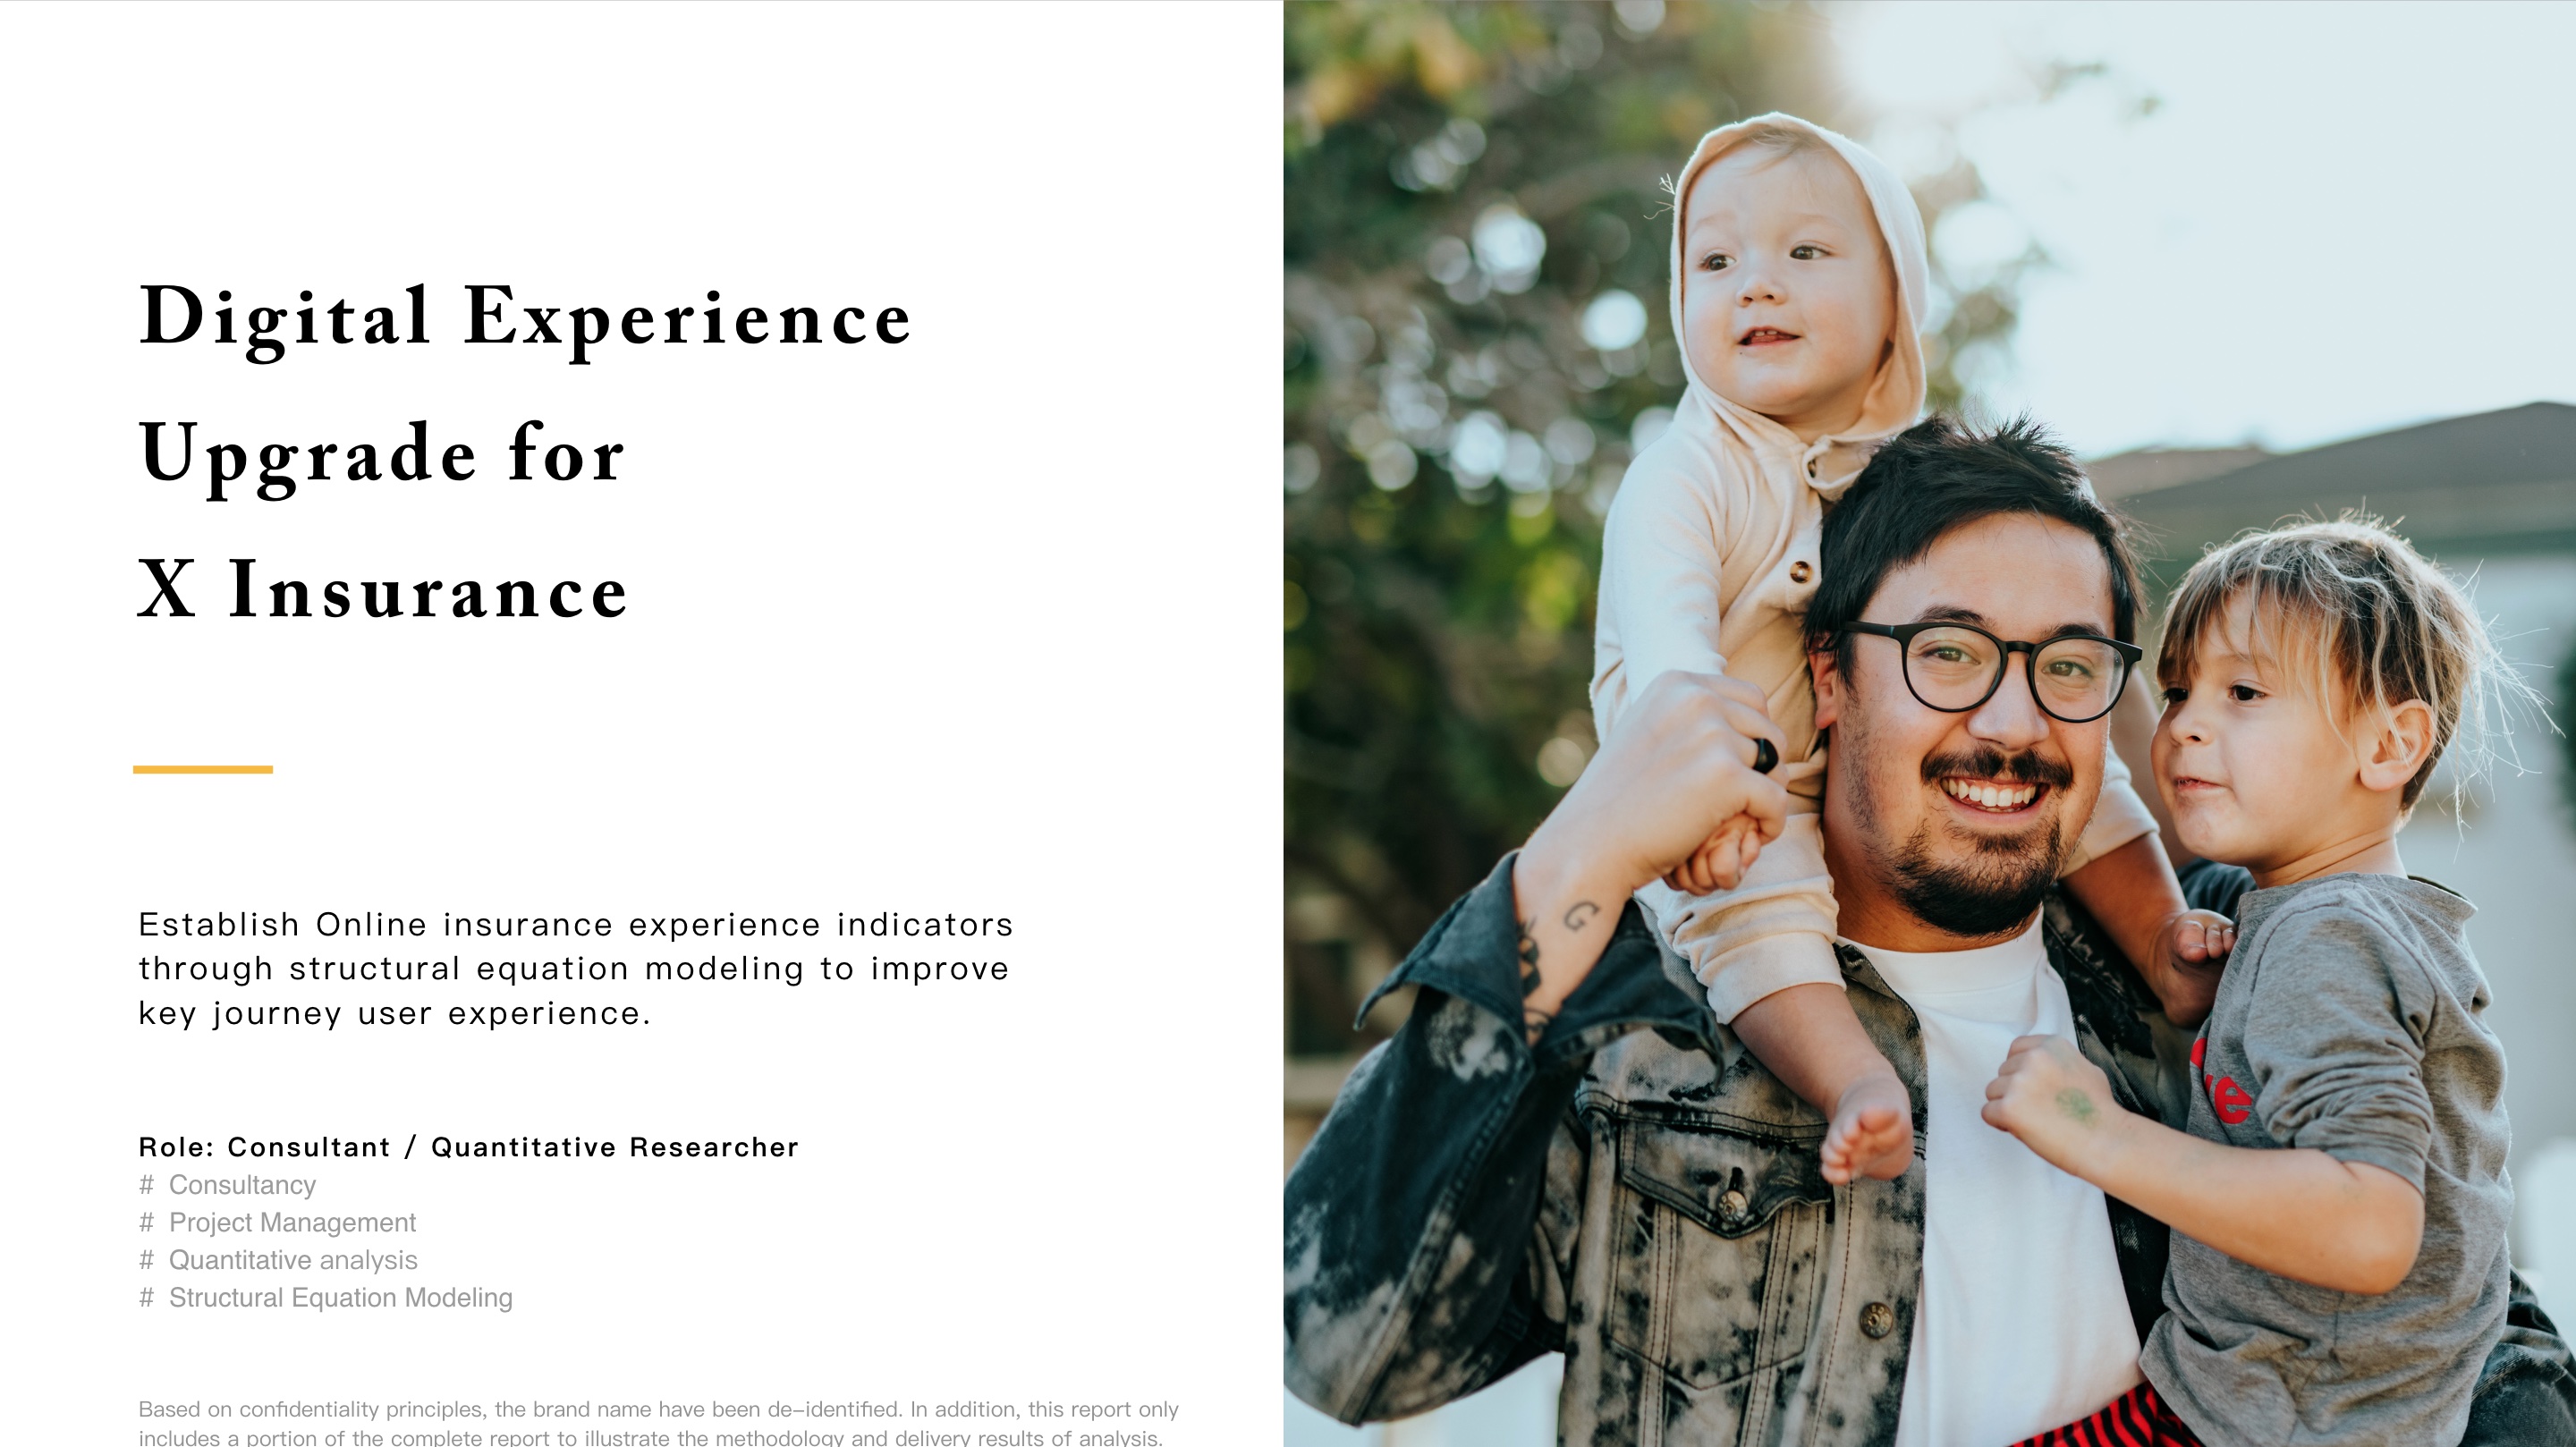 Digital Experience
Upgrade for
X Insurance
Establish Online insurance experience indicators
through structural equation modeling to improve
key journey user experience.
Role: Consultant / Quantitative Researcher
# Consultancy
# Project Management
# Quantitative analysis
# Structural Equation Modeling
Based on confidentiality principles, the brand name have been de-identified. In addition, this report only
includes a portion of the complete report to illustrate the methodology and delivery results of analysis.
G